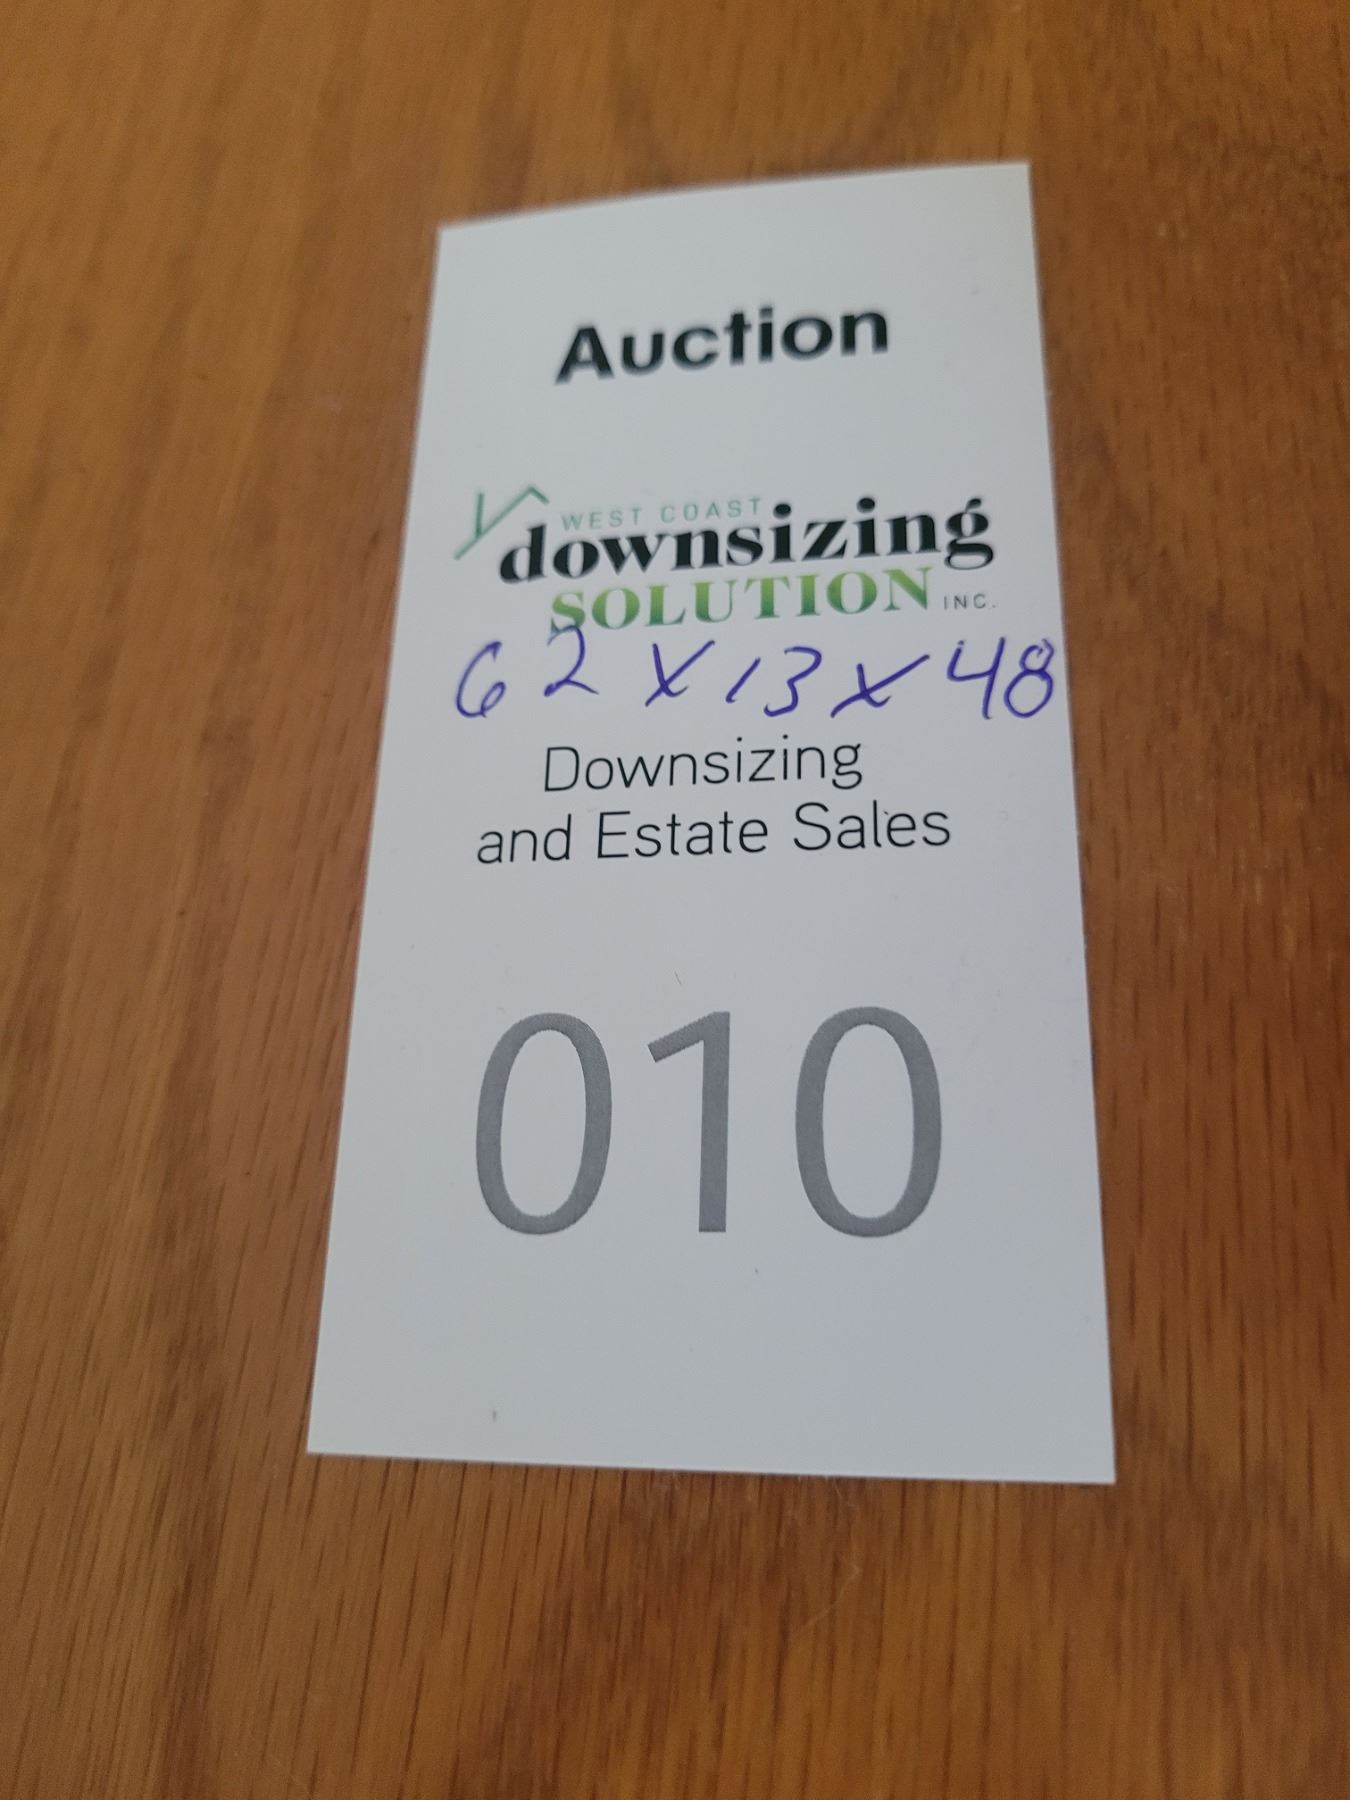 Auction
WEST COAST
downsizing
SOLUTION INC.
62 x 13 x 48
Downsizing
and Estate Sales
010